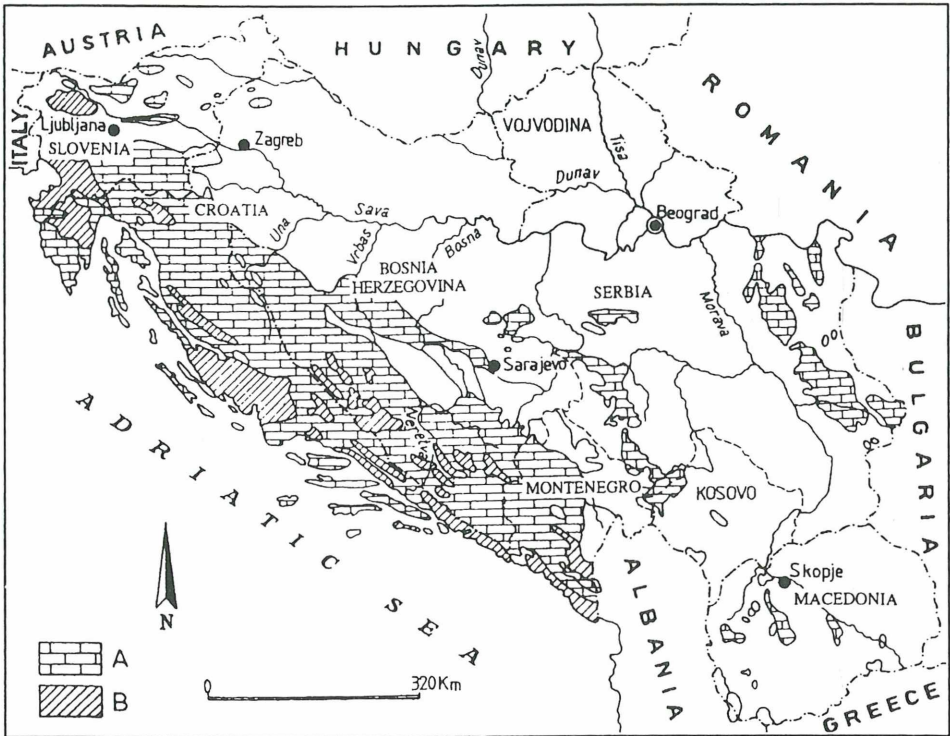 AUSTRIA
HUNGARY
Dunav
ROMANIA
ITALY
Ljubljana
SLOVENIA
Zagreb
VOJVODINA
Tisa
Dunav
CROATIA
Una
Sava
Vrbas
Bosna
Beograd
BOSNIA
HERZEGOVINA
SERBIA
Morava
BULGARIA
Sarajevo
ADRIATIC SEA
Neretva
MONTENEGRO
KOSOVO
ALBANIA
Skopje
MACEDONIA
N
A
B
0 320Km
GREECE